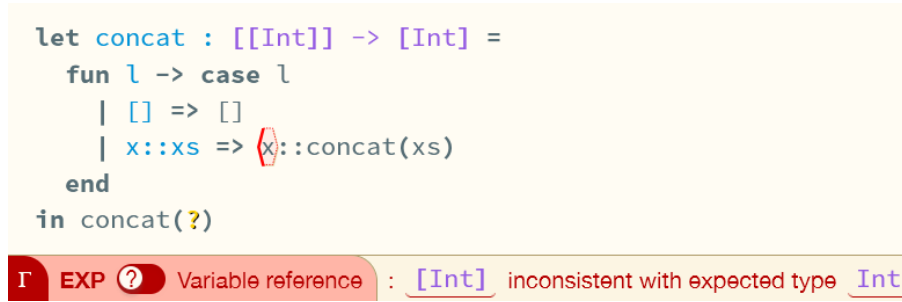 let concat : [[Int]] -> [Int] =
fun l -> case l
| [] => []
| x::xs => x::concat(xs)
end
in concat(?)
Γ EXP ? Variable reference : [Int] inconsistent with expected type Int